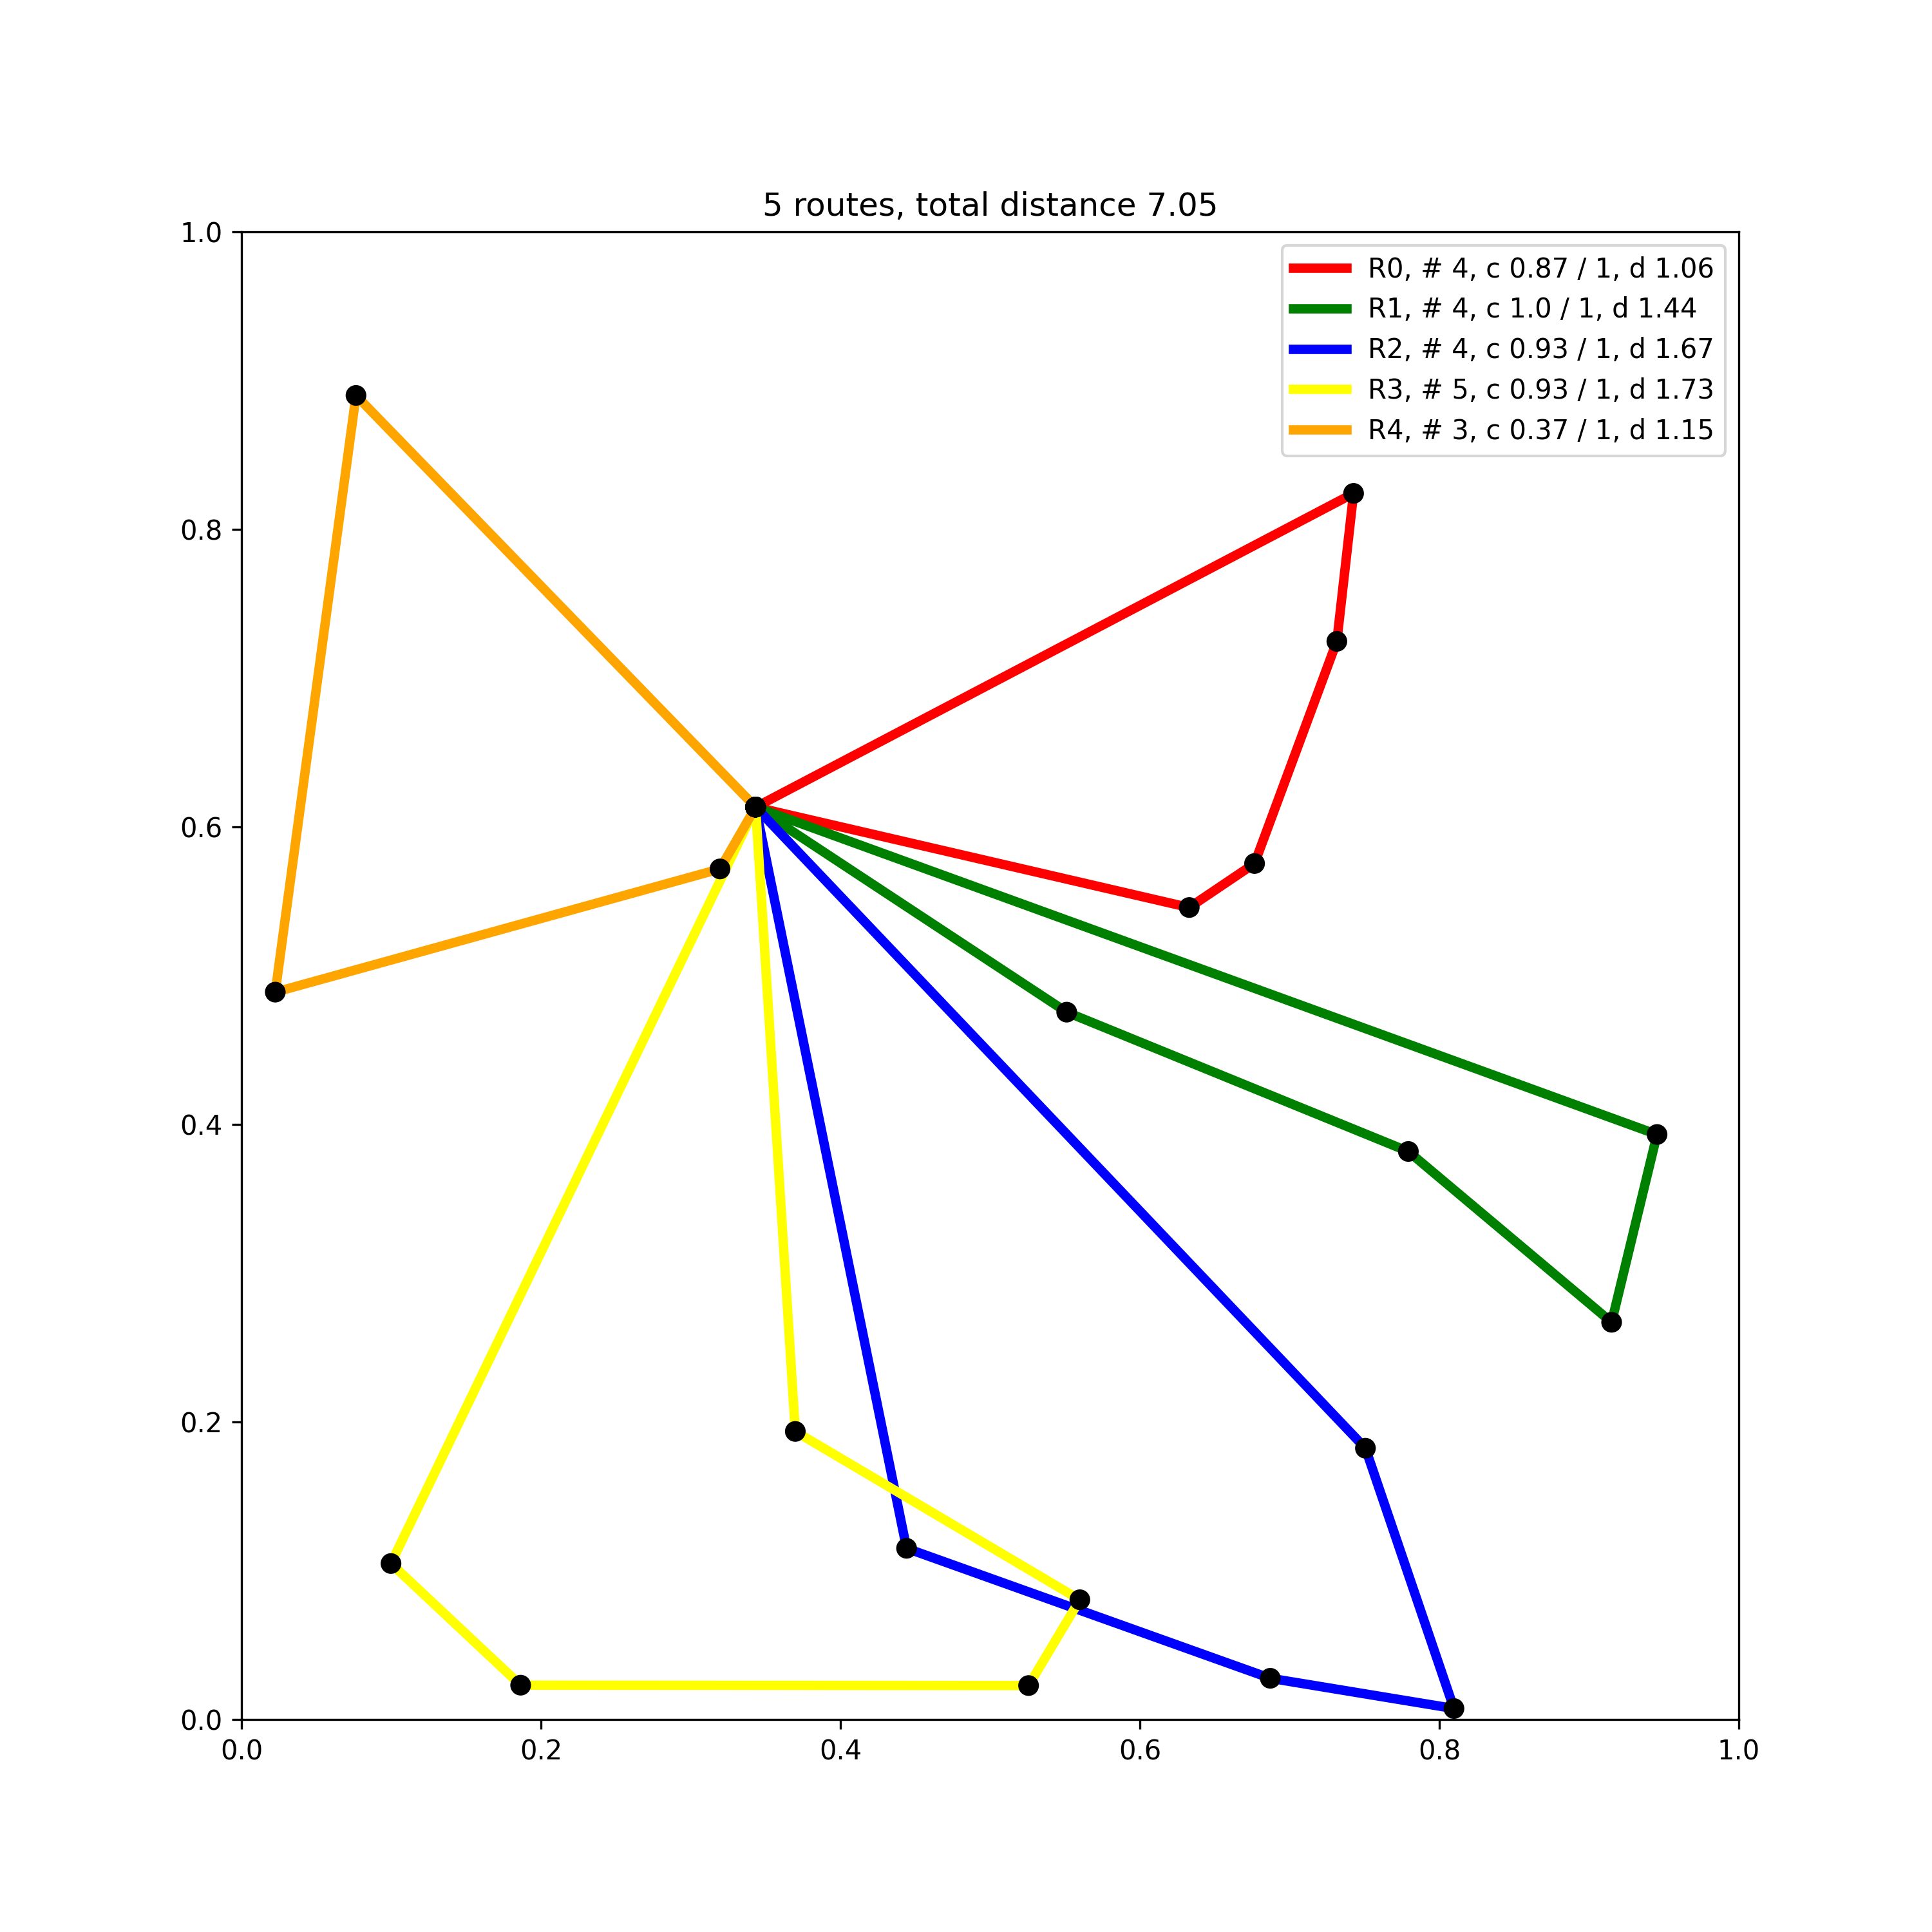 5 routes, total distance 7.05
R0, # 4, c 0.87 / 1, d 1.06
R1, # 4, c 1.0 / 1, d 1.44
R2, # 4, c 0.93 / 1, d 1.67
R3, # 5, c 0.93 / 1, d 1.73
R4, # 3, c 0.37 / 1, d 1.15
1.0
0.8
0.6
0.4
0.2
0.0
0.0 0.2 0.4 0.6 0.8 1.0